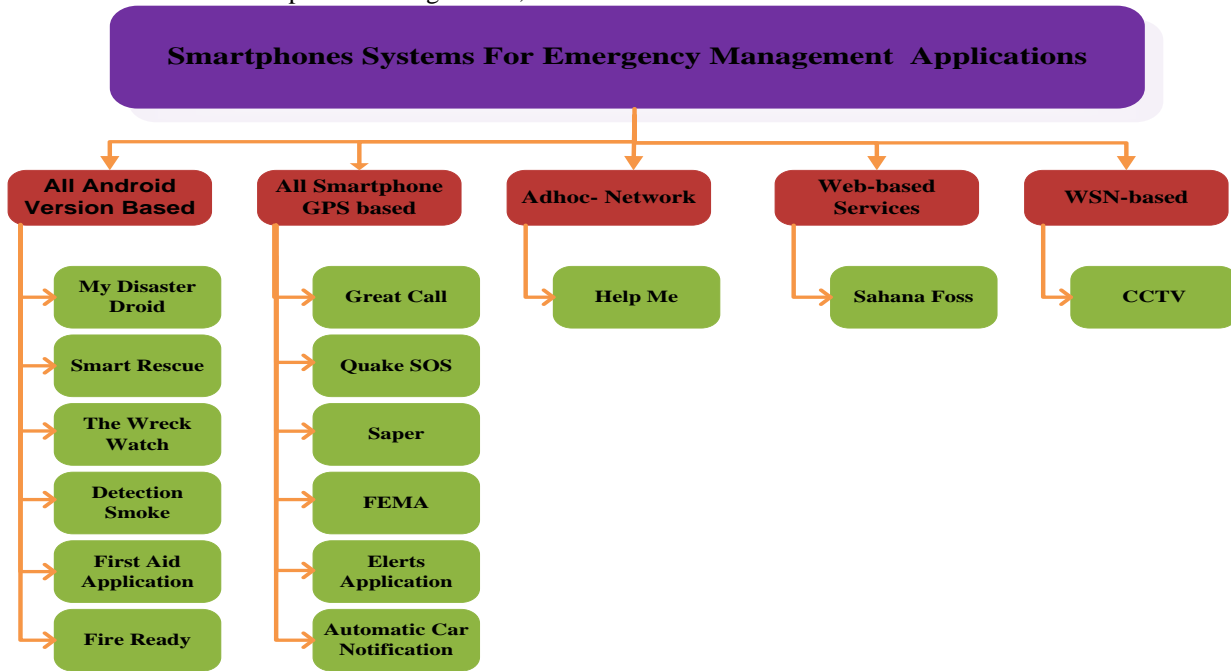 Smartphones Systems For Emergency Management Applications
All Android
Version Based
All Smartphone
GPS based
Adhoc- Network
Web-based
Services
WSN-based
My Disaster
Droid
Smart Rescue
The Wreck
Watch
Detection
Smoke
First Aid
Application
Fire Ready
Great Call
Quake SOS
Saper
FEMA
Elerts
Application
Automatic Car
Notification
Help Me
Sahana Foss
CCTV